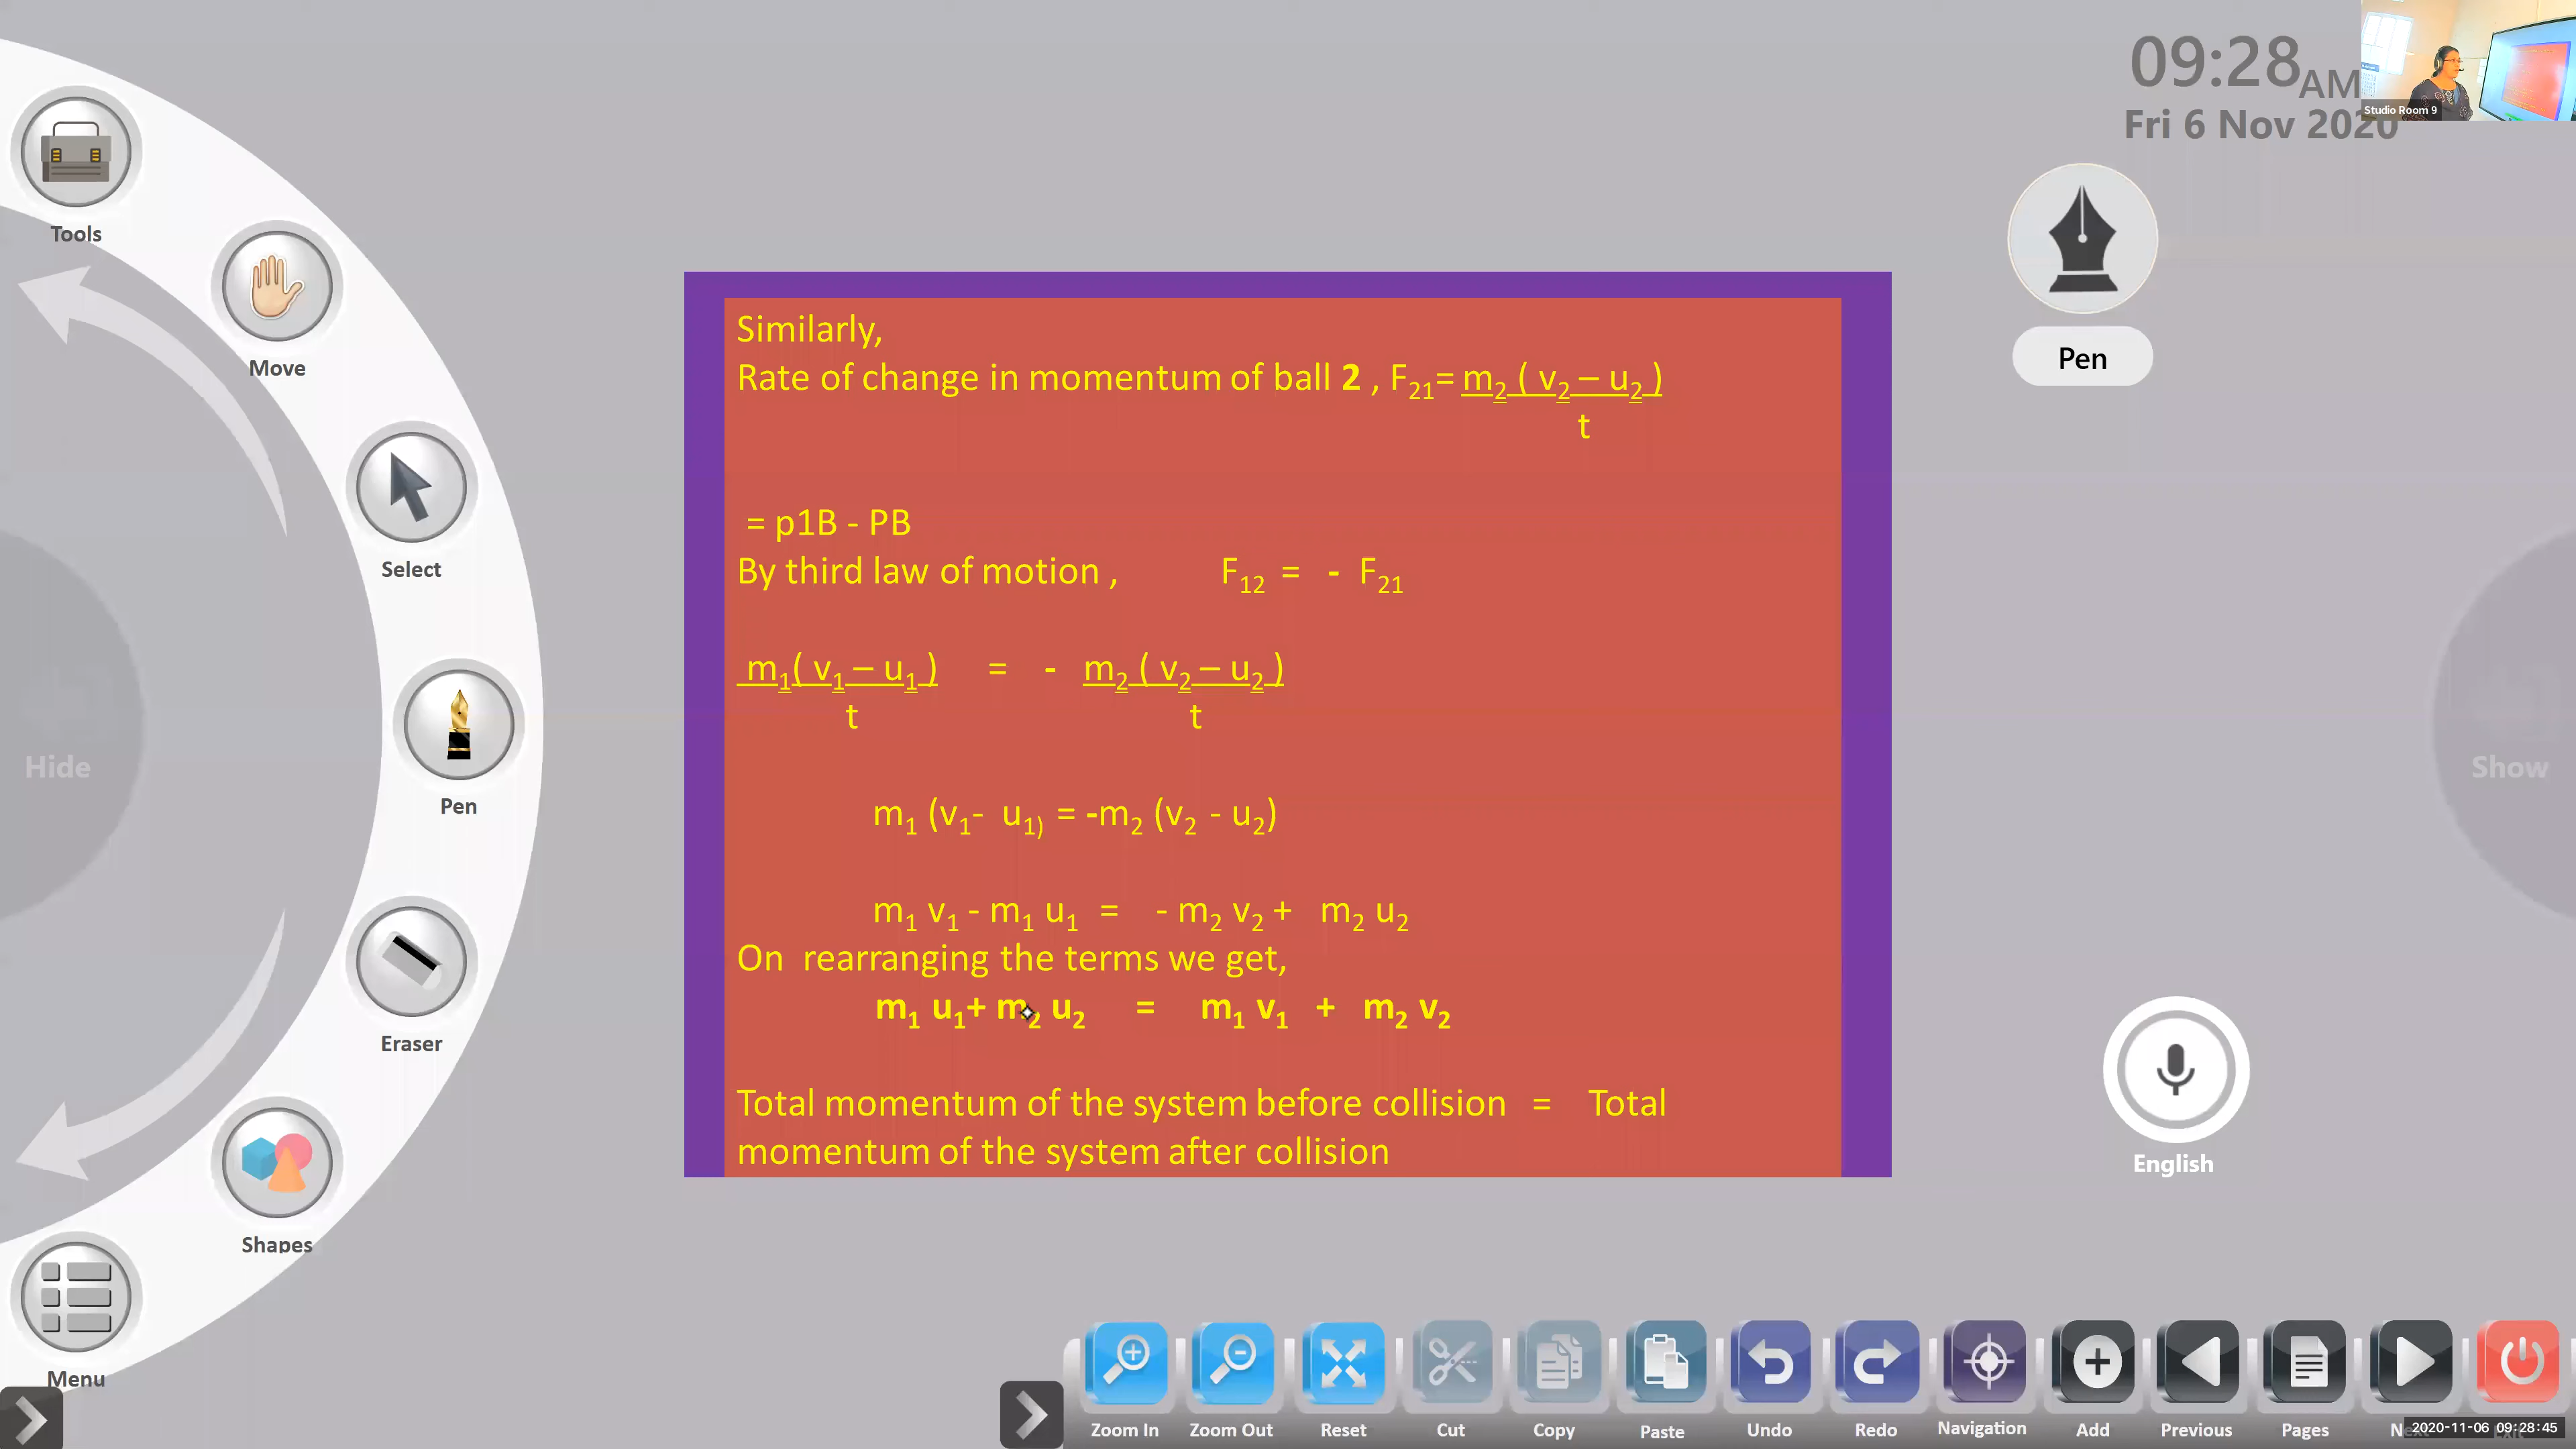 09:28 AM
Fri 6 Nov 2020
Studio Room 9
Tools
Move
Select
Pen
Eraser
Shapes
Menu
Hide
Show
Pen
English
Similarly,
Rate of change in momentum of ball 2 , F₂₁= m₂ ( v₂ – u₂ )
t
= p1B - PB
By third law of motion , F₁₂ = - F₂₁
m₁( v₁ – u₁ ) = - m₂ ( v₂ – u₂ )
t t
m₁ (v₁- u₁₎ = -m₂ (v₂ - u₂)
m₁ v₁ - m₁ u₁ = - m₂ v₂ + m₂ u₂
On rearranging the terms we get,
m₁ u₁+ m₂ u₂ = m₁ v₁ + m₂ v₂
Total momentum of the system before collision = Total
momentum of the system after collision
Zoom In Zoom Out Reset Cut Copy Paste Undo Redo Navigation Add Previous Pages
2020-11-06 09:28:45